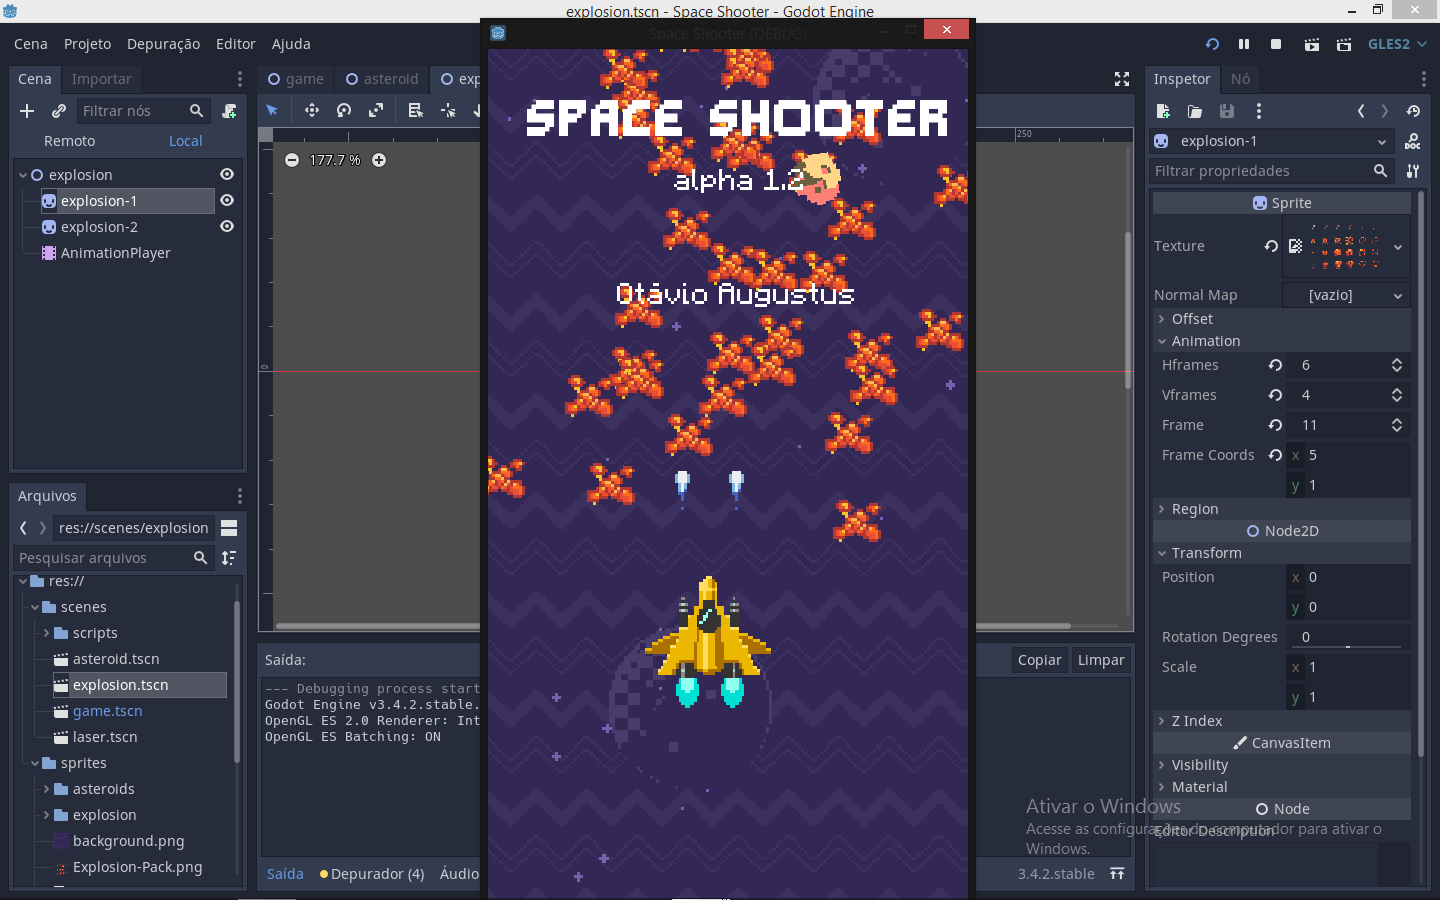 explosion.tscn - Space Shooter - Godot Engine
Space Shooter (DEBUG)
Cena Projeto Depuração Editor Ajuda
GLES2
Cena Importar
game asteroid exp
Inspetor Nó
Filtrar nós
Remoto Local
177.7 %
250
0
explosion
explosion-1
explosion-2
AnimationPlayer
SPACE SHOOTER
alpha 1.2
Otávio Augustus
explosion-1
Filtrar propriedades
Sprite
Texture
Normal Map [vazio]
Offset
Animation
Hframes 6
Vframes 4
Frame 11
Frame Coords x 5
y 1
Region
Node2D
Transform
Position x 0
y 0
Rotation Degrees 0
Scale x 1
y 1
Z Index
CanvasItem
Visibility
Material
Node
Editor Description
Arquivos
res://scenes/explosion
Pesquisar arquivos
res://
scenes
scripts
asteroid.tscn
explosion.tscn
game.tscn
laser.tscn
sprites
asteroids
explosion
background.png
Explosion-Pack.png
Saída:
Copiar Limpar
--- Debugging process start
Godot Engine v3.4.2.stable.
OpenGL ES 2.0 Renderer: Int
OpenGL ES Batching: ON
Saída Depurador (4) Áudio
3.4.2.stable
Ativar o Windows
Acesse as configurações do computador para ativar o
Windows.